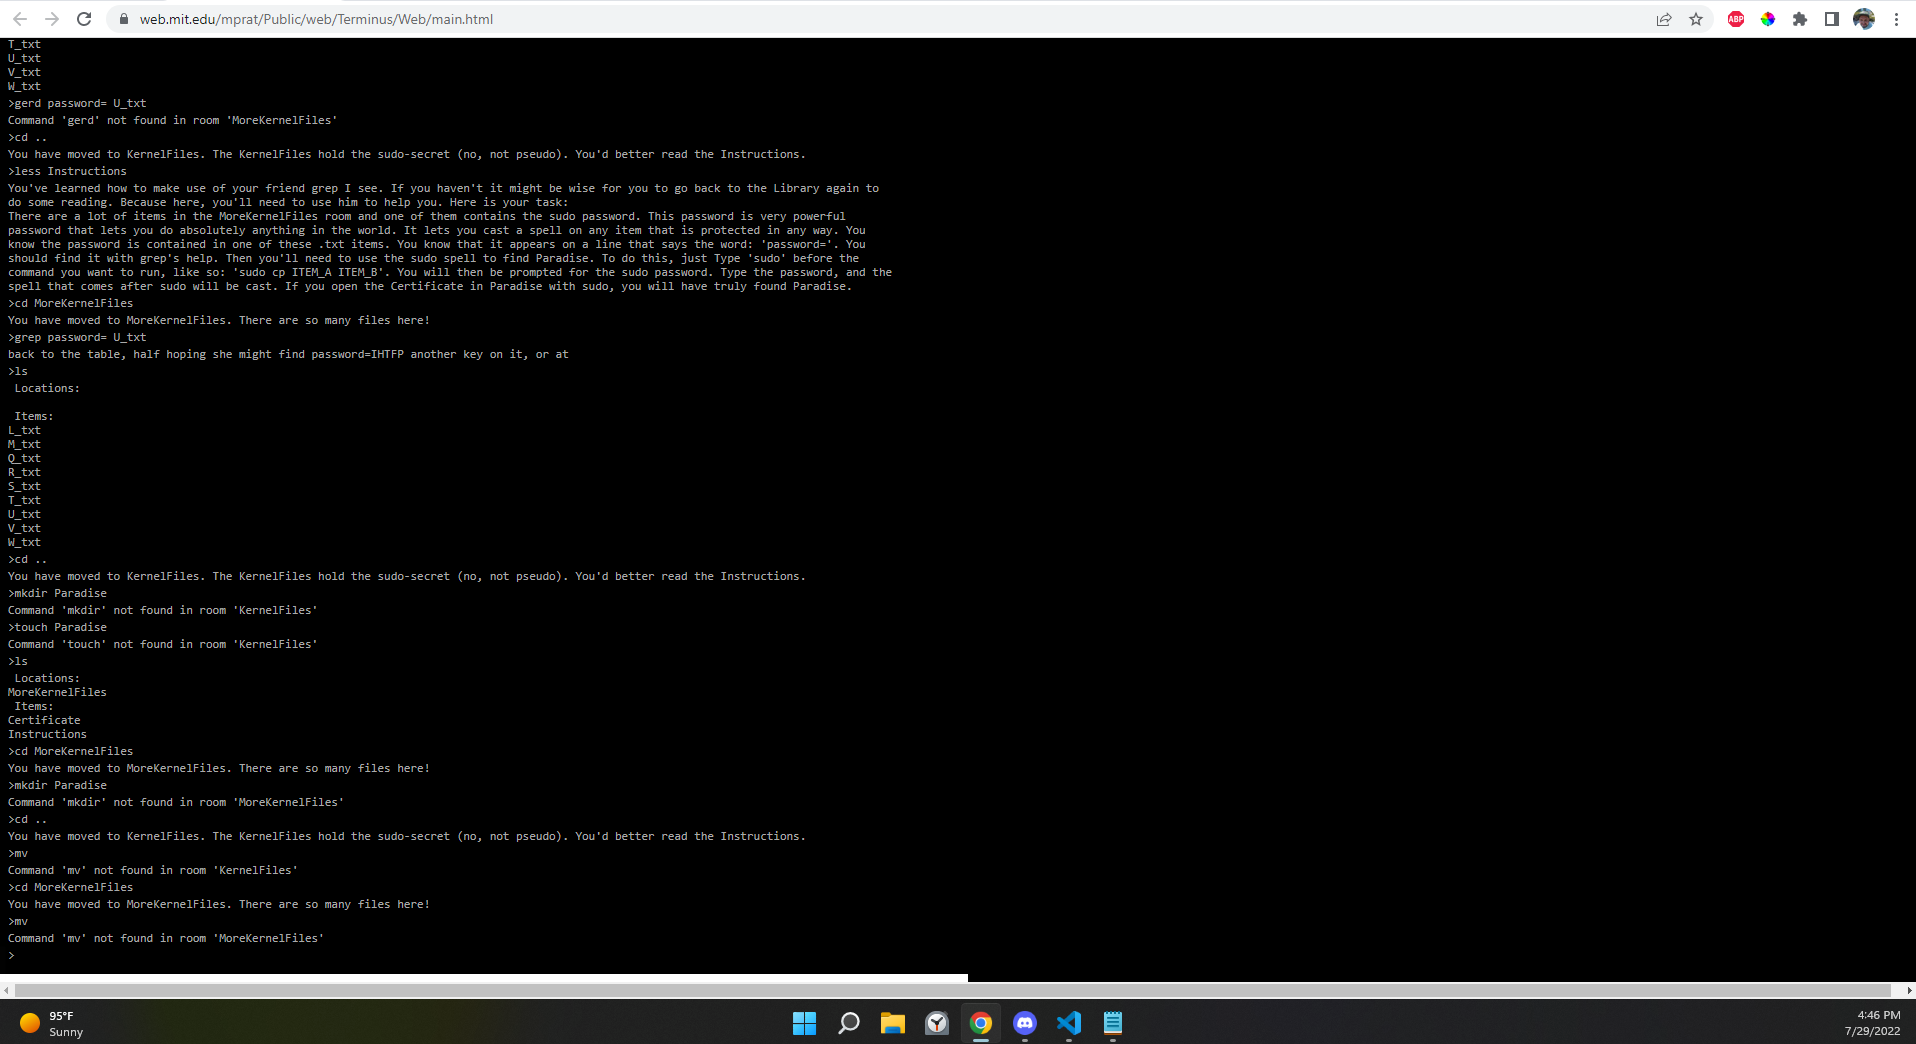 web.mit.edu/mprat/Public/web/Terminus/Web/main.html
ABP
T_txt
U_txt
V_txt
W_txt
>gerd password= U_txt
Command 'gerd' not found in room 'MoreKernelFiles'
>cd ..
You have moved to KernelFiles. The KernelFiles hold the sudo-secret (no, not pseudo). You'd better read the Instructions.
>less Instructions
You've learned how to make use of your friend grep I see. If you haven't it might be wise for you to go back to the Library again to
do some reading. Because here, you'll need to use him to help you. Here is your task:
There are a lot of items in the MoreKernelFiles room and one of them contains the sudo password. This password is very powerful
password that lets you do absolutely anything in the world. It lets you cast a spell on any item that is protected in any way. You
know the password is contained in one of these .txt items. You know that it appears on a line that says the word: 'password='. You
should find it with grep's help. Then you'll need to use the sudo spell to find Paradise. To do this, just Type 'sudo' before the
command you want to run, like so: 'sudo cp ITEM_A ITEM_B'. You will then be prompted for the sudo password. Type the password, and the
spell that comes after sudo will be cast. If you open the Certificate in Paradise with sudo, you will have truly found Paradise.
>cd MoreKernelFiles
You have moved to MoreKernelFiles. There are so many files here!
>grep password= U_txt
back to the table, half hoping she might find password=IHTFP another key on it, or at
>ls
Locations:
Items:
L_txt
M_txt
Q_txt
R_txt
S_txt
T_txt
U_txt
V_txt
W_txt
>cd ..
You have moved to KernelFiles. The KernelFiles hold the sudo-secret (no, not pseudo). You'd better read the Instructions.
>mkdir Paradise
Command 'mkdir' not found in room 'KernelFiles'
>touch Paradise
Command 'touch' not found in room 'KernelFiles'
>ls
Locations:
MoreKernelFiles
Items:
Certificate
Instructions
>cd MoreKernelFiles
You have moved to MoreKernelFiles. There are so many files here!
>mkdir Paradise
Command 'mkdir' not found in room 'MoreKernelFiles'
>cd ..
You have moved to KernelFiles. The KernelFiles hold the sudo-secret (no, not pseudo). You'd better read the Instructions.
>mv
Command 'mv' not found in room 'KernelFiles'
>cd MoreKernelFiles
You have moved to MoreKernelFiles. There are so many files here!
>mv
Command 'mv' not found in room 'MoreKernelFiles'
>
95°F
Sunny
4:46 PM
7/29/2022